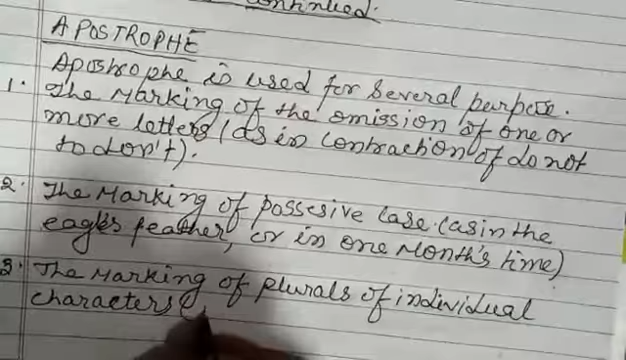 continued.
APOSTROPHE
Apostrophe is used for several purpose.
1. The Marking of the omission of one or
more letters (as in contraction of do not
to don't).
2. The Marking of possesive case (as in the
eagle's feather, or in one month's time)
3. The Marking of plurals of individual
characters (